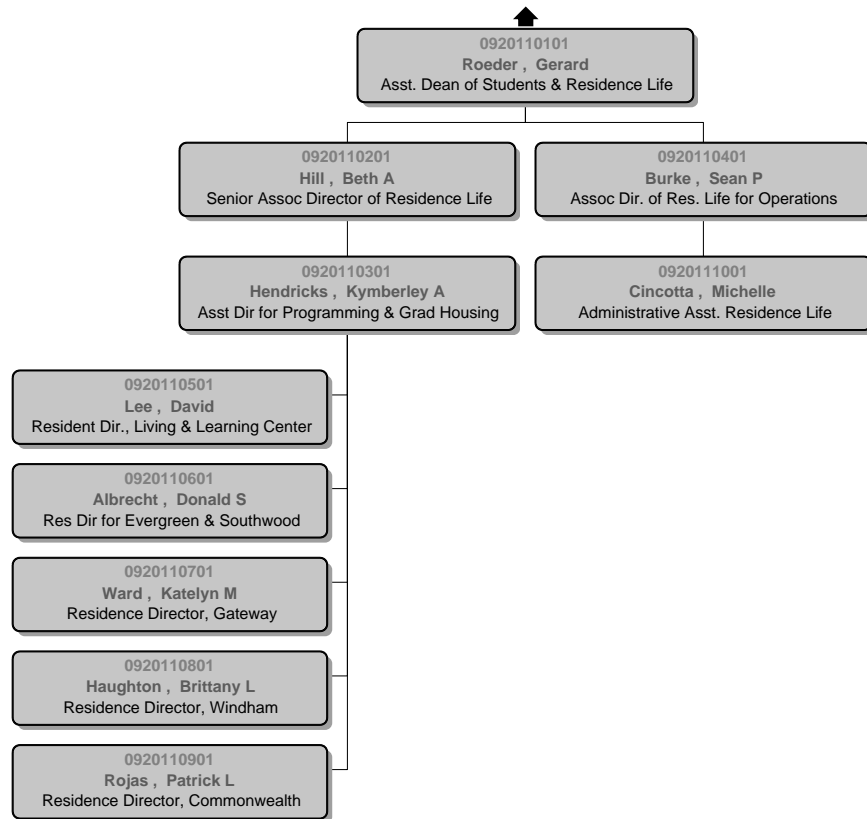 0920110101
Roeder , Gerard
Asst. Dean of Students & Residence Life
0920110201
Hill , Beth A
Senior Assoc Director of Residence Life
0920110401
Burke , Sean P
Assoc Dir. of Res. Life for Operations
0920110301
Hendricks , Kymberley A
Asst Dir for Programming & Grad Housing
0920111001
Cincotta , Michelle
Administrative Asst. Residence Life
0920110501
Lee , David
Resident Dir., Living & Learning Center
0920110601
Albrecht , Donald S
Res Dir for Evergreen & Southwood
0920110701
Ward , Katelyn M
Residence Director, Gateway
0920110801
Haughton , Brittany L
Residence Director, Windham
0920110901
Rojas , Patrick L
Residence Director, Commonwealth